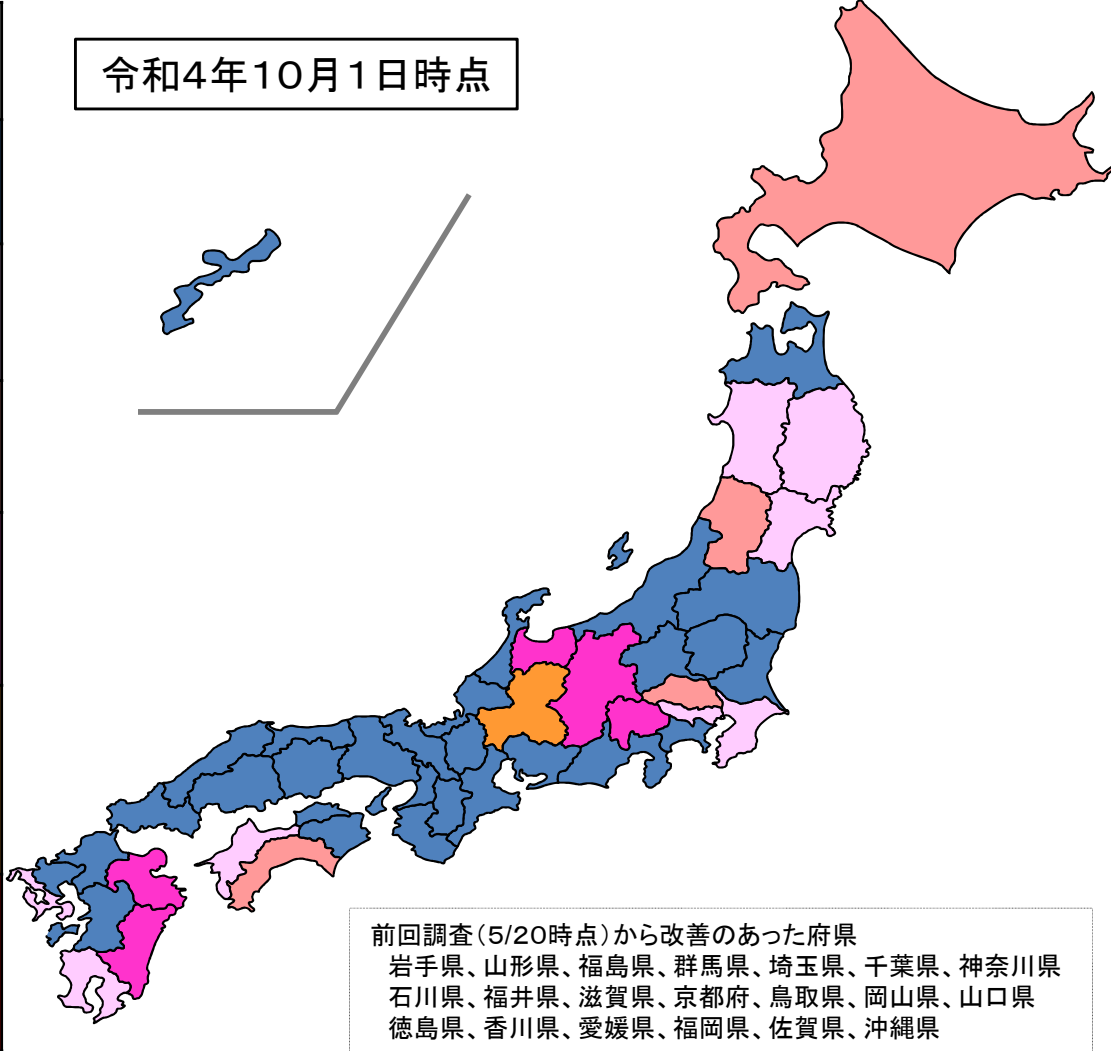 令和4年10月1日時点
前回調査(5/20時点)から改善のあった府県
岩手県、山形県、福島県、群馬県、埼玉県、千葉県、神奈川県
石川県、福井県、滋賀県、京都府、鳥取県、岡山県、山口県
徳島県、香川県、愛媛県、福岡県、佐賀県、沖縄県